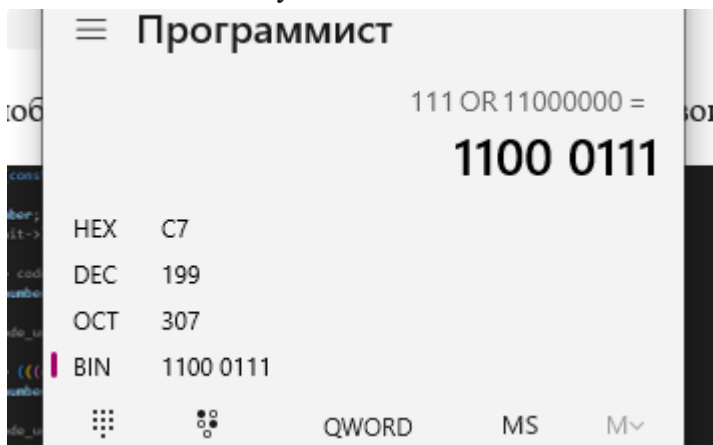 Программист
111 OR 11000000 =
1100 0111
HEX C7
DEC 199
OCT 307
BIN 1100 0111
QWORD MS M